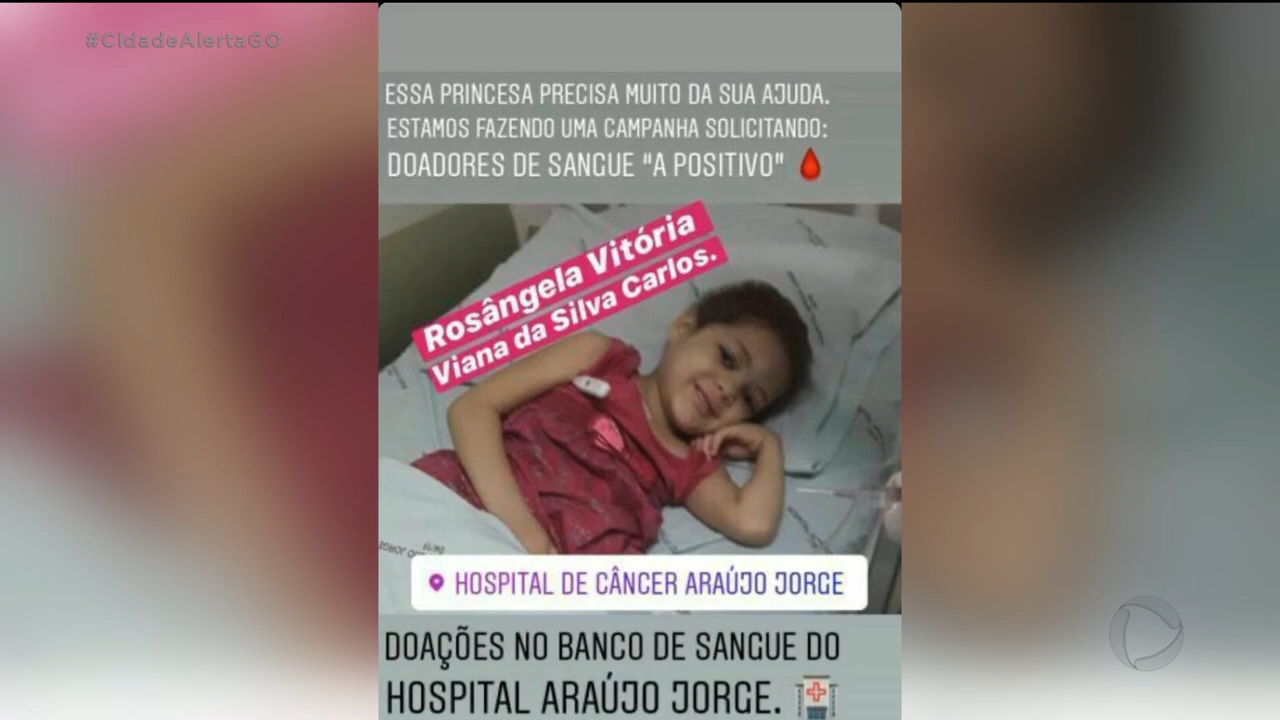 #CidadeAlertaGO
ESSA PRINCESA PRECISA MUITO DA SUA AJUDA.
ESTAMOS FAZENDO UMA CAMPANHA SOLICITANDO:
DOADORES DE SANGUE "A POSITIVO"
Rosângela Vitória
Viana da Silva Carlos.
HOSPITAL DE CÂNCER ARAÚJO JORGE
DOAÇÕES NO BANCO DE SANGUE DO
HOSPITAL ARAÚJO JORGE.